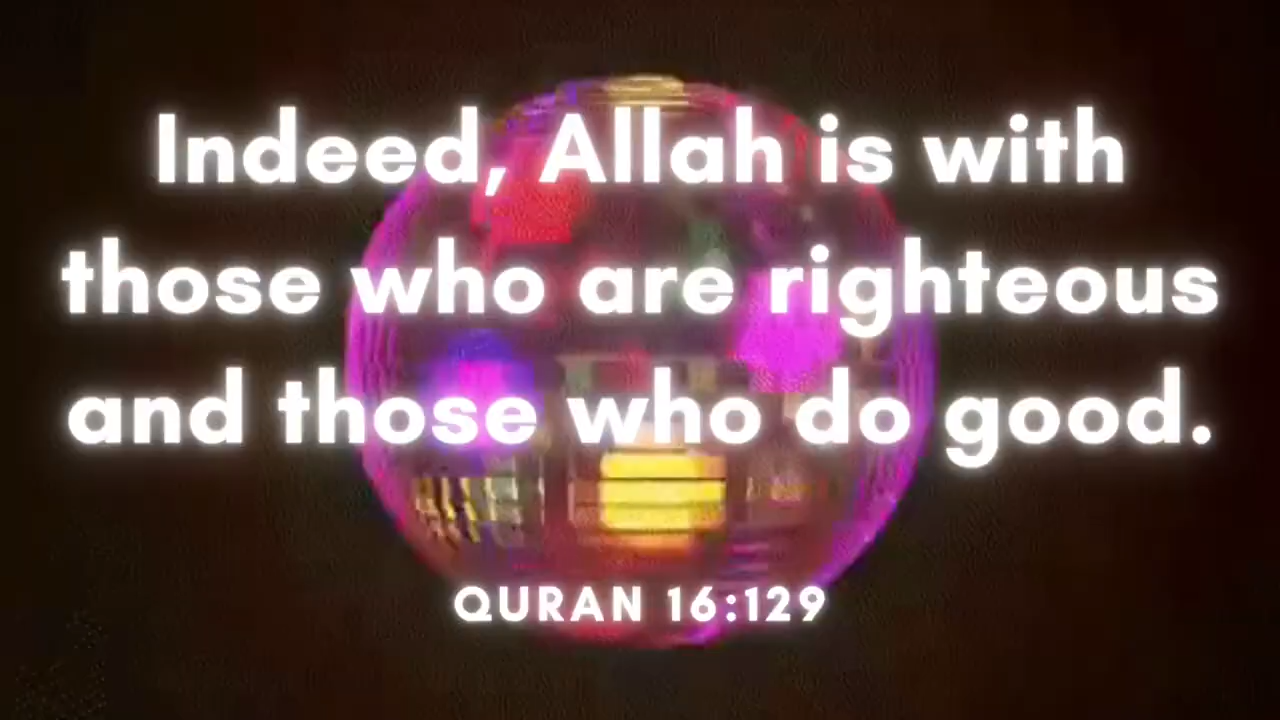 Indeed, Allah is with
those who are righteous
and those who do good.
QURAN 16:129